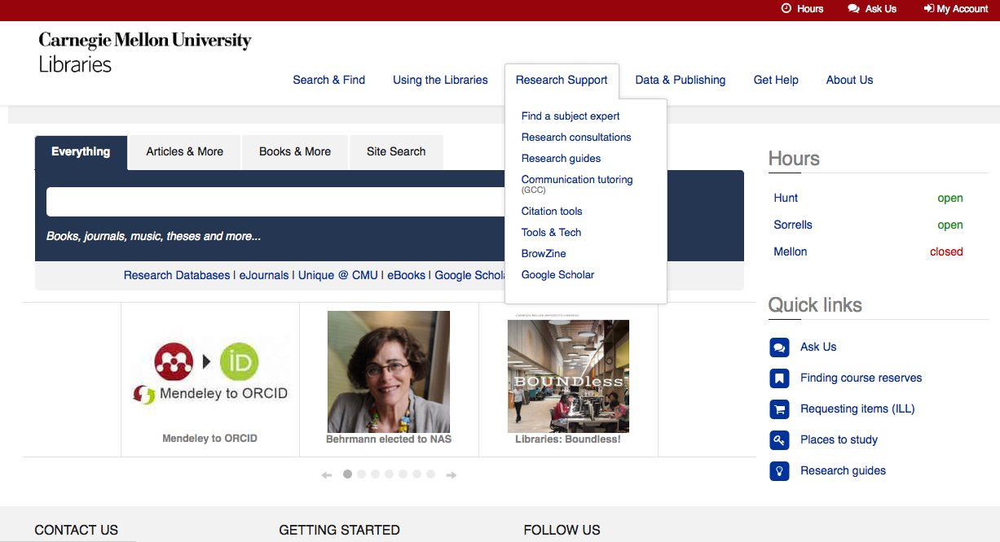 Hours Ask Us My Account
Carnegie Mellon University
Libraries
Search & Find Using the Libraries Research Support Data & Publishing Get Help About Us
Find a subject expert
Research consultations
Research guides
Communication tutoring
(GCC)
Citation tools
Tools & Tech
BrowZine
Google Scholar
Everything Articles & More Books & More Site Search
Books, journals, music, theses and more...
Research Databases | eJournals | Unique @ CMU | eBooks | Google Schola
Hours
Hunt open
Sorrells open
Mellon closed
Quick links
Ask Us
Finding course reserves
Requesting items (ILL)
Places to study
Research guides
iD
Mendeley to ORCID
Mendeley to ORCID
Behrmann elected to NAS
CARNEGIE MELLON UNIVERSITY LIBRARIES
BOUNDless
Libraries: Boundless!
CONTACT US GETTING STARTED FOLLOW US